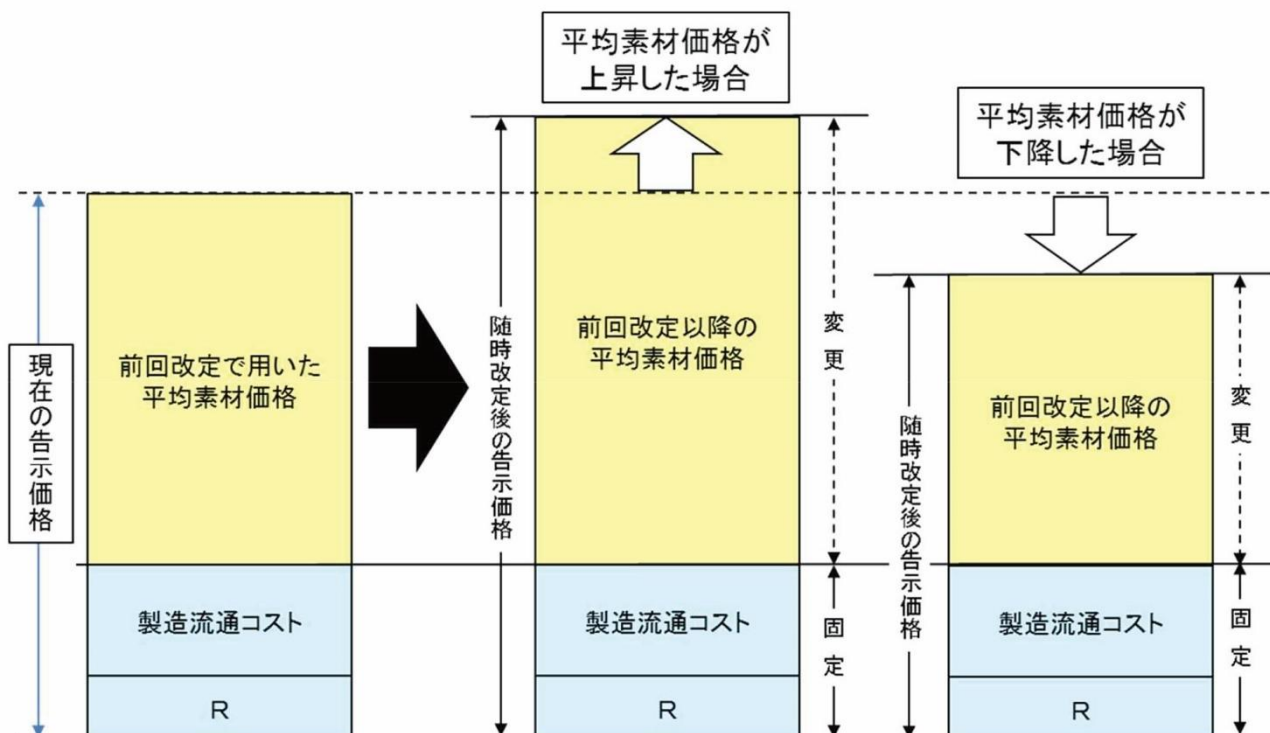 平均素材価格が
上昇した場合
平均素材価格が
下降した場合
現在の告示価格
前回改定で用いた
平均素材価格
製造流通コスト
R
随時改定後の告示価格
前回改定以降の
平均素材価格
製造流通コスト
R
変更
固定
随時改定後の告示価格
前回改定以降の
平均素材価格
製造流通コスト
R
変更
固定